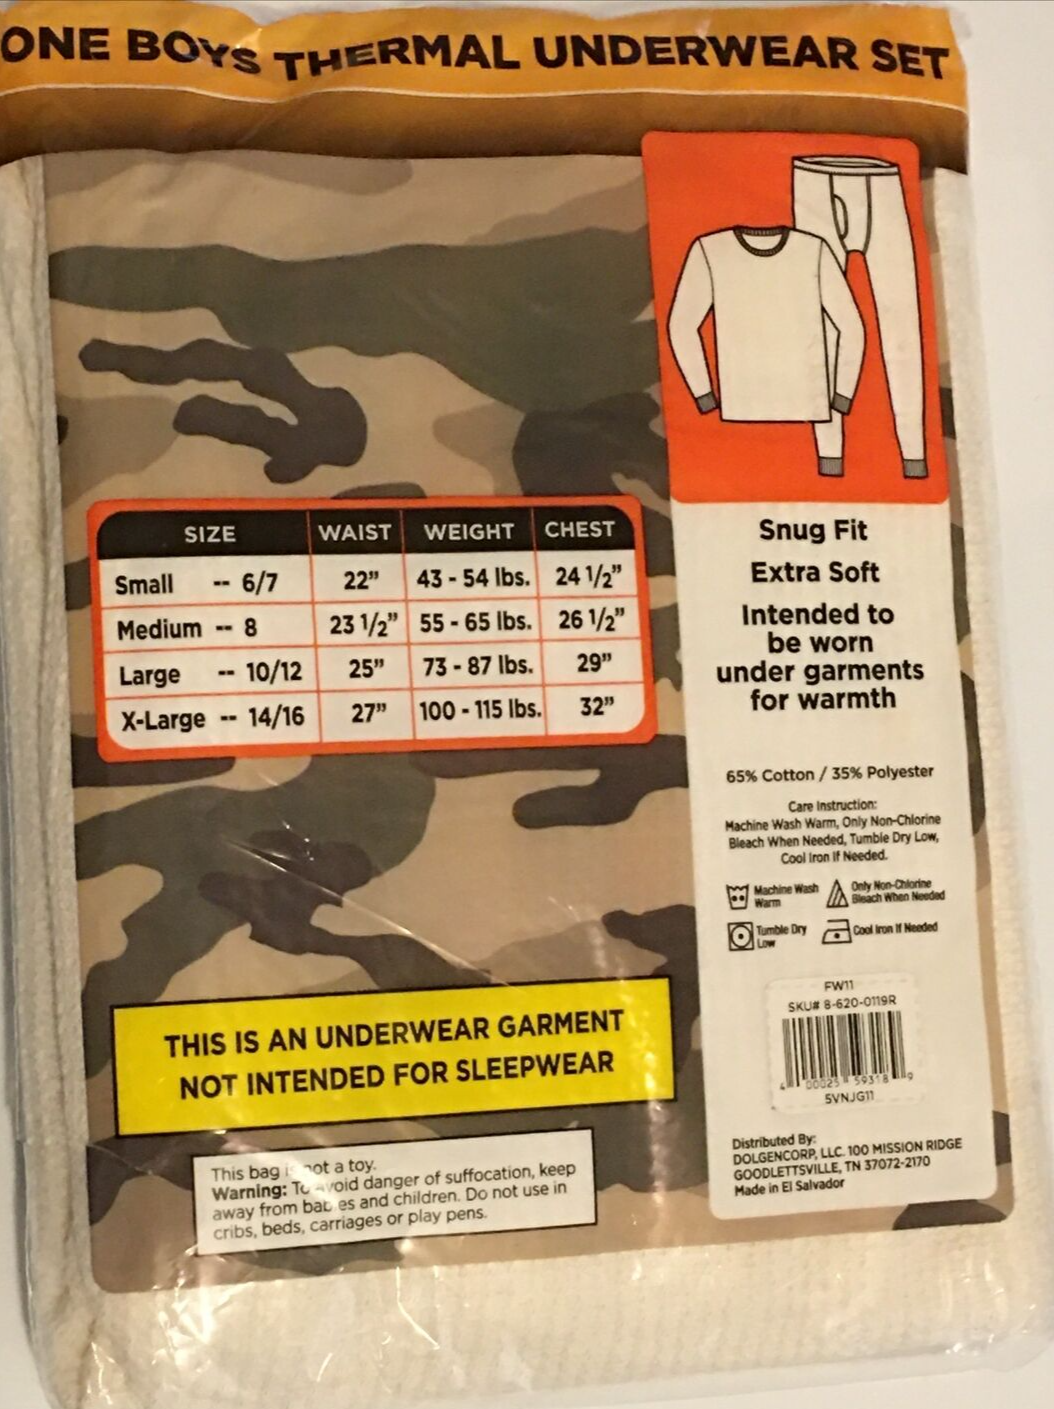 ONE BOYS THERMAL UNDERWEAR SET
SIZE WAIST WEIGHT CHEST
Small -- 6/7 22" 43 - 54 lbs. 24 1/2"
Medium -- 8 23 1/2" 55 - 65 lbs. 26 1/2"
Large -- 10/12 25" 73 - 87 lbs. 29"
X-Large -- 14/16 27" 100 - 115 lbs. 32"
THIS IS AN UNDERWEAR GARMENT
NOT INTENDED FOR SLEEPWEAR
This bag is not a toy.
Warning: To avoid danger of suffocation, keep
away from babies and children. Do not use in
cribs, beds, carriages or play pens.
Snug Fit
Extra Soft
Intended to
be worn
under garments
for warmth
65% Cotton / 35% Polyester
Care Instruction:
Machine Wash Warm, Only Non-Chlorine
Bleach When Needed, Tumble Dry Low,
Cool Iron If Needed.
Machine Wash
Warm
Only Non-Chlorine
Bleach When Needed
Tumble Dry
Low
Cool Iron If Needed
FW11
SKU# 8-620-0119R
4 00025 59318 9
5VNJG11
Distributed By:
DOLGENCORP, LLC. 100 MISSION RIDGE
GOODLETTSVILLE, TN 37072-2170
Made in El Salvador